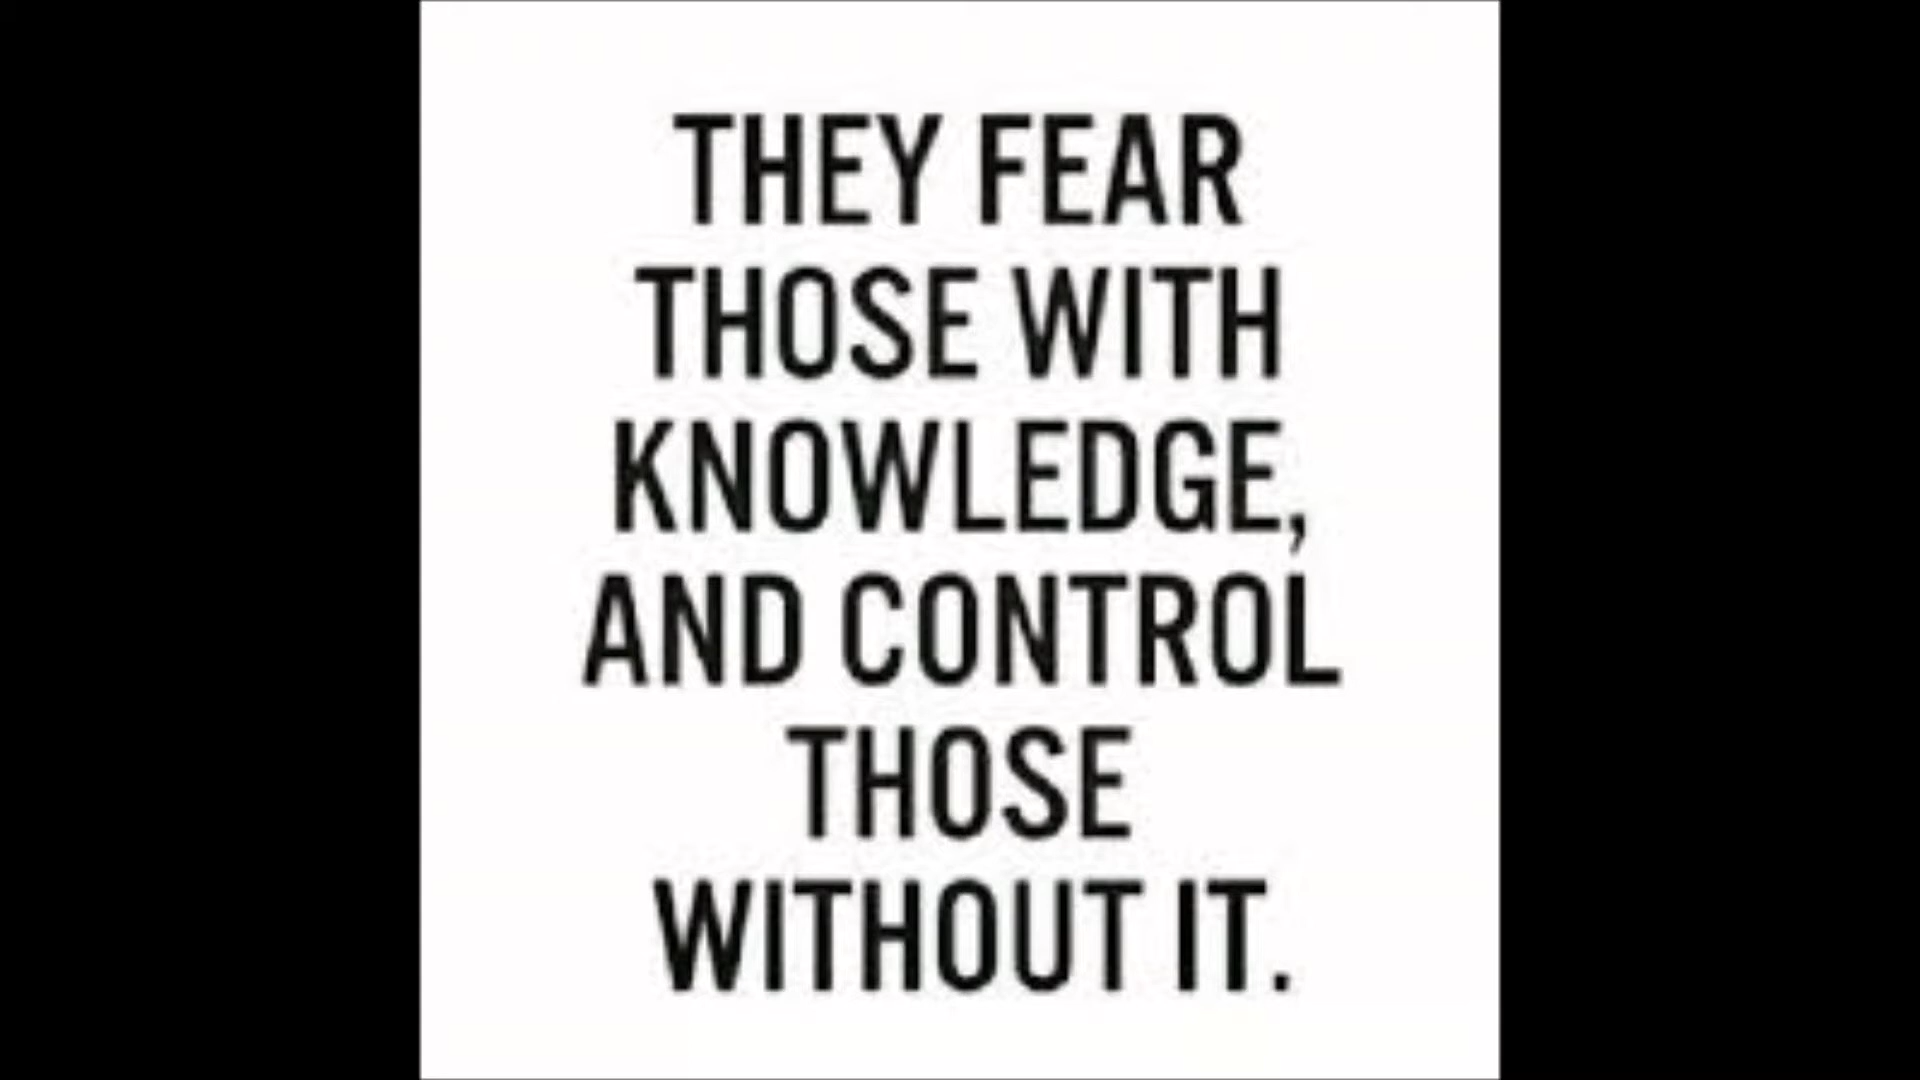 THEY FEAR
THOSE WITH
KNOWLEDGE,
AND CONTROL
THOSE
WITHOUT IT.